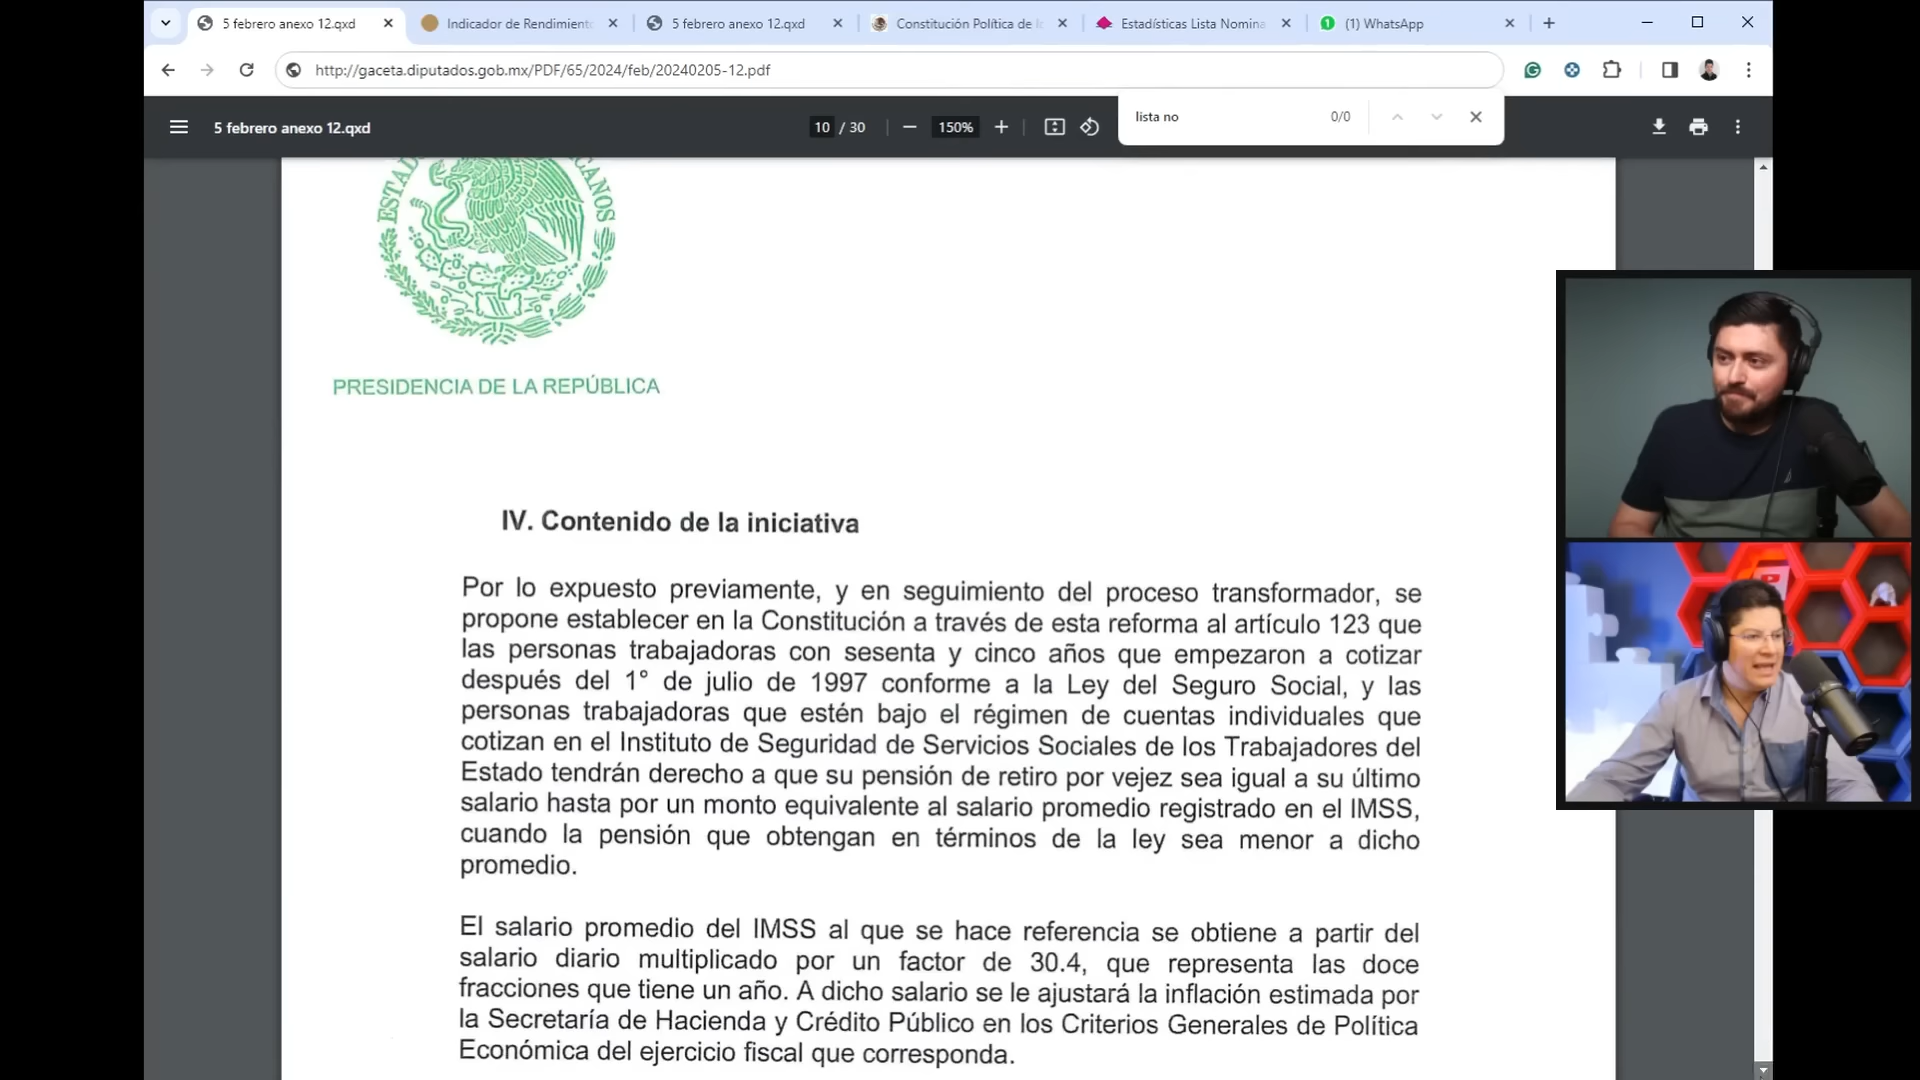 5 febrero anexo 12.qxd
Indicador de Rendimient
5 febrero anexo 12.qxd
Constitución Política de l
Estadísticas Lista Nomina
(1) WhatsApp
http://gaceta.diputados.gob.mx/PDF/65/2024/feb/20240205-12.pdf
5 febrero anexo 12.qxd
10 / 30
150%
lista no
0/0
PRESIDENCIA DE LA REPÚBLICA
IV. Contenido de la iniciativa
Por lo expuesto previamente, y en seguimiento del proceso transformador, se
propone establecer en la Constitución a través de esta reforma al artículo 123 que
las personas trabajadoras con sesenta y cinco años que empezaron a cotizar
después del 1° de julio de 1997 conforme a la Ley del Seguro Social, y las
personas trabajadoras que estén bajo el régimen de cuentas individuales que
cotizan en el Instituto de Seguridad de Servicios Sociales de los Trabajadores del
Estado tendrán derecho a que su pensión de retiro por vejez sea igual a su último
salario hasta por un monto equivalente al salario promedio registrado en el IMSS,
cuando la pensión que obtengan en términos de la ley sea menor a dicho
promedio.
El salario promedio del IMSS al que se hace referencia se obtiene a partir del
salario diario multiplicado por un factor de 30.4, que representa las doce
fracciones que tiene un año. A dicho salario se le ajustará la inflación estimada por
la Secretaría de Hacienda y Crédito Público en los Criterios Generales de Política
Económica del ejercicio fiscal que corresponda.